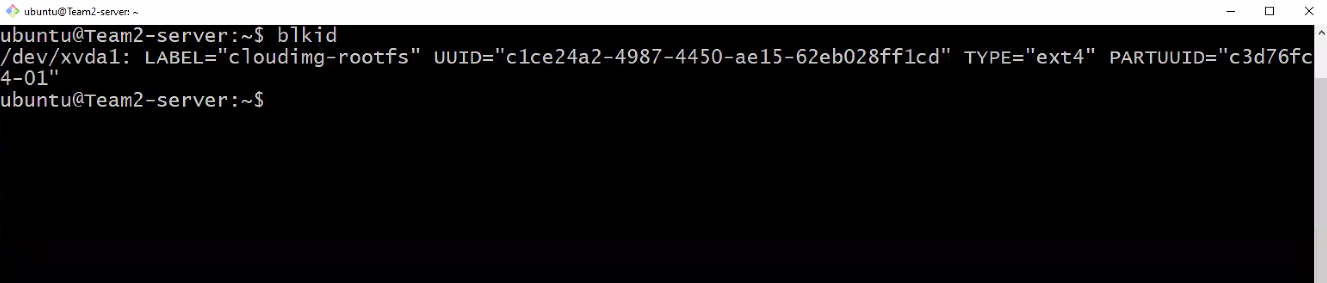 ubuntu@Team2-server: ~
ubuntu@Team2-server:~$ blkid
/dev/xvda1: LABEL="cloudimg-rootfs" UUID="c1ce24a2-4987-4450-ae15-62eb028ff1cd" TYPE="ext4" PARTUUID="c3d76fc
4-01"
ubuntu@Team2-server:~$